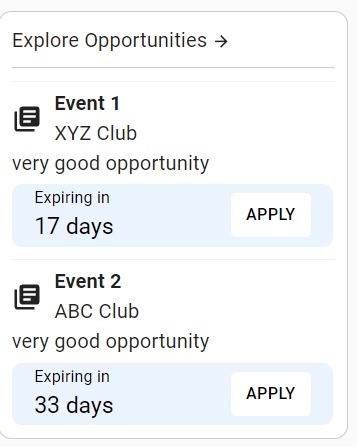 Explore Opportunities →
Event 1
XYZ Club
very good opportunity
Expiring in
17 days
APPLY
Event 2
ABC Club
very good opportunity
Expiring in
33 days
APPLY